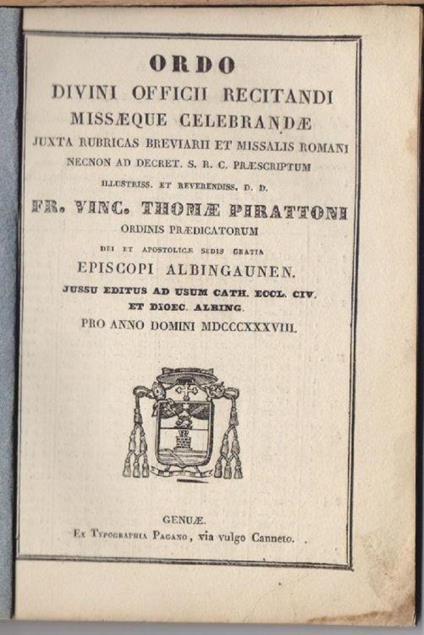 ORDO
DIVINI OFFICII RECITANDI
MISSÆQUE CELEBRANDÆ
JUXTA RUBRICAS BREVIARII ET MISSALIS ROMANI
NECNON AD DECRET. S. R. C. PRÆSCRIPTUM
ILLUSTRISS. ET REVERENDISS. D. D.
FR. VINC. THOMÆ PIRATTONI
ORDINIS PRÆDICATORUM
DEI ET APOSTOLICÆ SEDIS GRATIA
EPISCOPI ALBINGAUNEN.
JUSSU EDITUS AD USUM CATH. ECCL. CIV.
ET DIOEC. ALBING.
PRO ANNO DOMINI MDCCCXXXVIII.
GENUÆ.
EX TYPOGRAPHIA PAGANO, via vulgo Canneto.